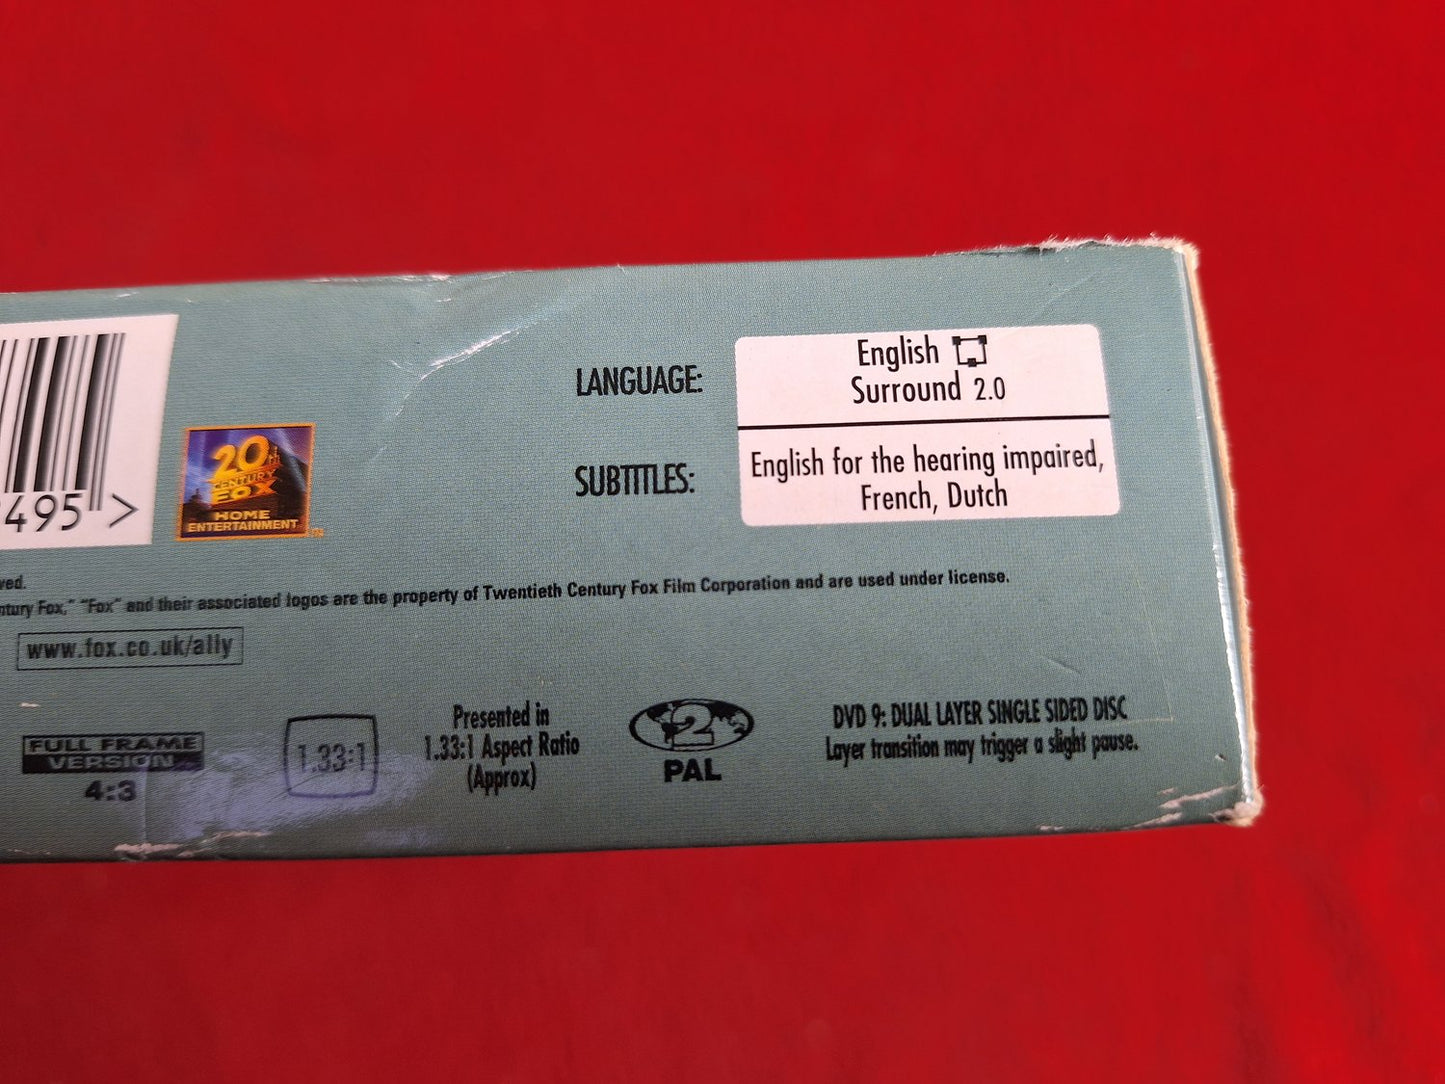 LANGUAGE:
English
Surround 2.0
SUBTITLES:
English for the hearing impaired,
French, Dutch
495 >
20th
CENTURY
FOX
HOME
ENTERTAINMENT
Fox," "Fox" and their associated logos are the property of Twentieth Century Fox Film Corporation and are used under license.
www.fox.co.uk/ally
FULL FRAME
VERSION
4:3
1.33:1
Presented in
1.33:1 Aspect Ratio
(Approx)
2
PAL
DVD 9: DUAL LAYER SINGLE SIDED DISC
Layer transition may trigger a slight pause.